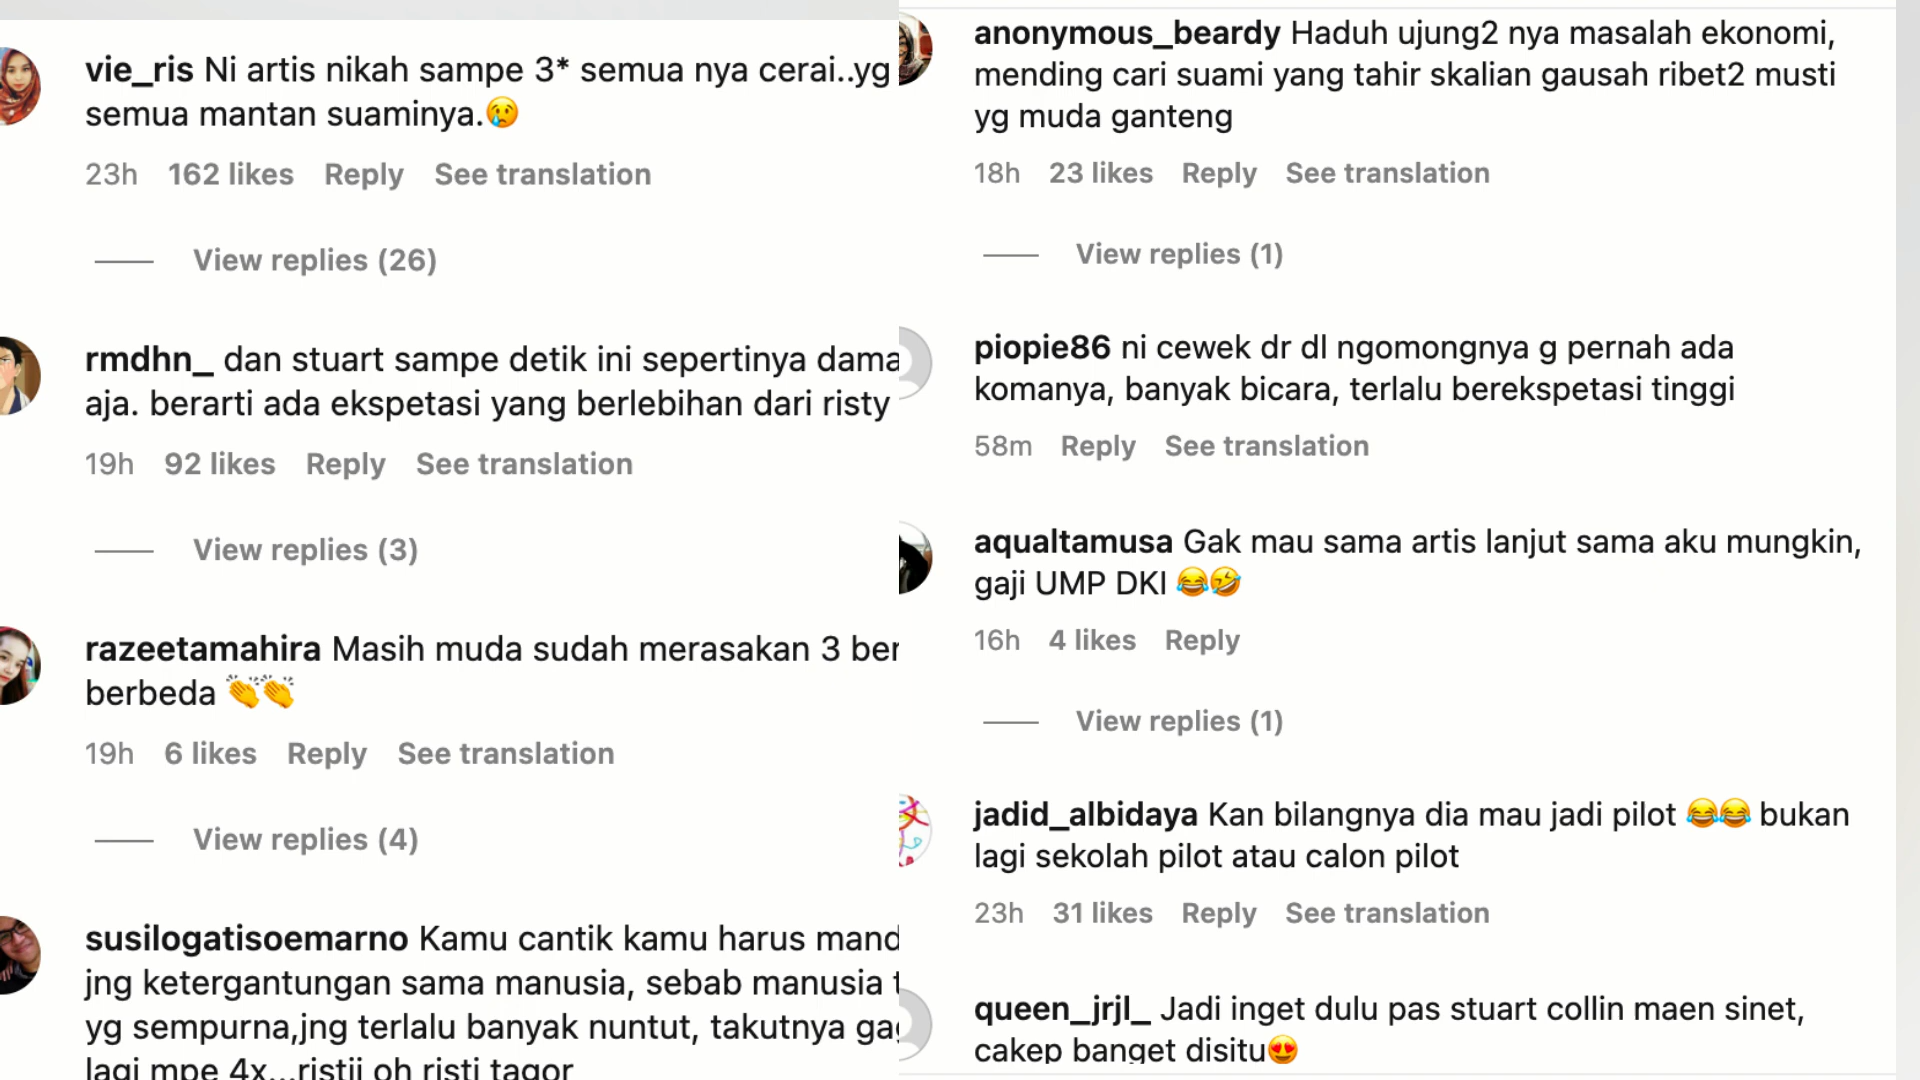 vie_ris Ni artis nikah sampe 3* semua nya cerai..yg
semua mantan suaminya.😢
23h 162 likes Reply See translation
View replies (26)
rmdhn_ dan stuart sampe detik ini sepertinya dama
aja. berarti ada ekspetasi yang berlebihan dari risty
19h 92 likes Reply See translation
View replies (3)
razeetamahira Masih muda sudah merasakan 3 ber
berbeda 👏👏
19h 6 likes Reply See translation
View replies (4)
susilogatisoemarno Kamu cantik kamu harus mand
jng ketergantungan sama manusia, sebab manusia t
yg sempurna,jng terlalu banyak nuntut, takutnya gag
lagi mpe 4x...ristii oh risti tagor
anonymous_beardy Haduh ujung2 nya masalah ekonomi,
mending cari suami yang tahir skalian gausah ribet2 musti
yg muda ganteng
18h 23 likes Reply See translation
View replies (1)
piopie86 ni cewek dr dl ngomongnya g pernah ada
komanya, banyak bicara, terlalu berekspetasi tinggi
58m Reply See translation
aqualtamusa Gak mau sama artis lanjut sama aku mungkin,
gaji UMP DKI 😂🤣
16h 4 likes Reply
View replies (1)
jadid_albidaya Kan bilangnya dia mau jadi pilot 😂😂 bukan
lagi sekolah pilot atau calon pilot
23h 31 likes Reply See translation
queen_jrjl_ Jadi inget dulu pas stuart collin maen sinet,
cakep banget disitu😍